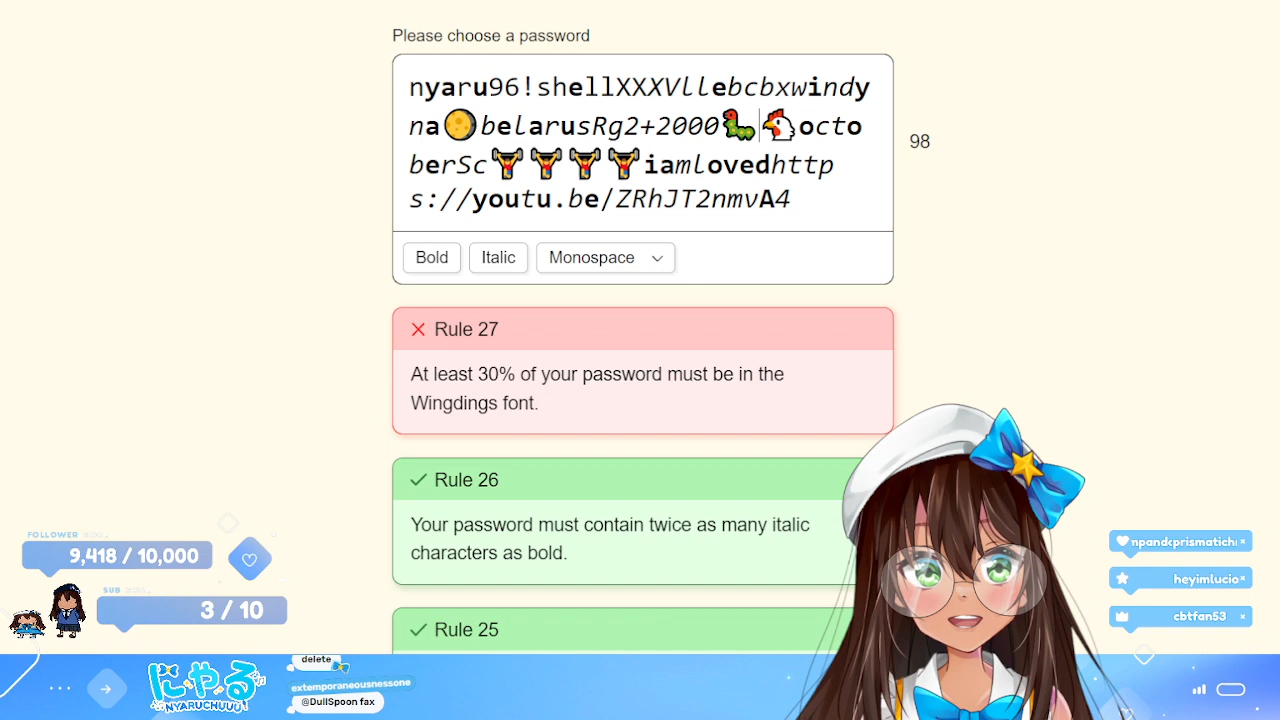 Please choose a password
nyaru96!shellXXXVllebcbxwindy
na🌕belarusRg2+2000🐛🐔octo
berSc🏋️🏋️🏋️🏋️iamlovedhttp
s://youtu.be/ZRhJT2nmvA4
98
Bold Italic Monospace
Rule 27
At least 30% of your password must be in the
Wingdings font.
Rule 26
Your password must contain twice as many italic
characters as bold.
Rule 25
FOLLOWER
9,418 / 10,000
SUB
3 / 10
npandcprismatich
heyimlucio
cbtfan53
にゃる
NYARUCHUUU!
delete
extemporaneousnessone
@DullSpoon fax